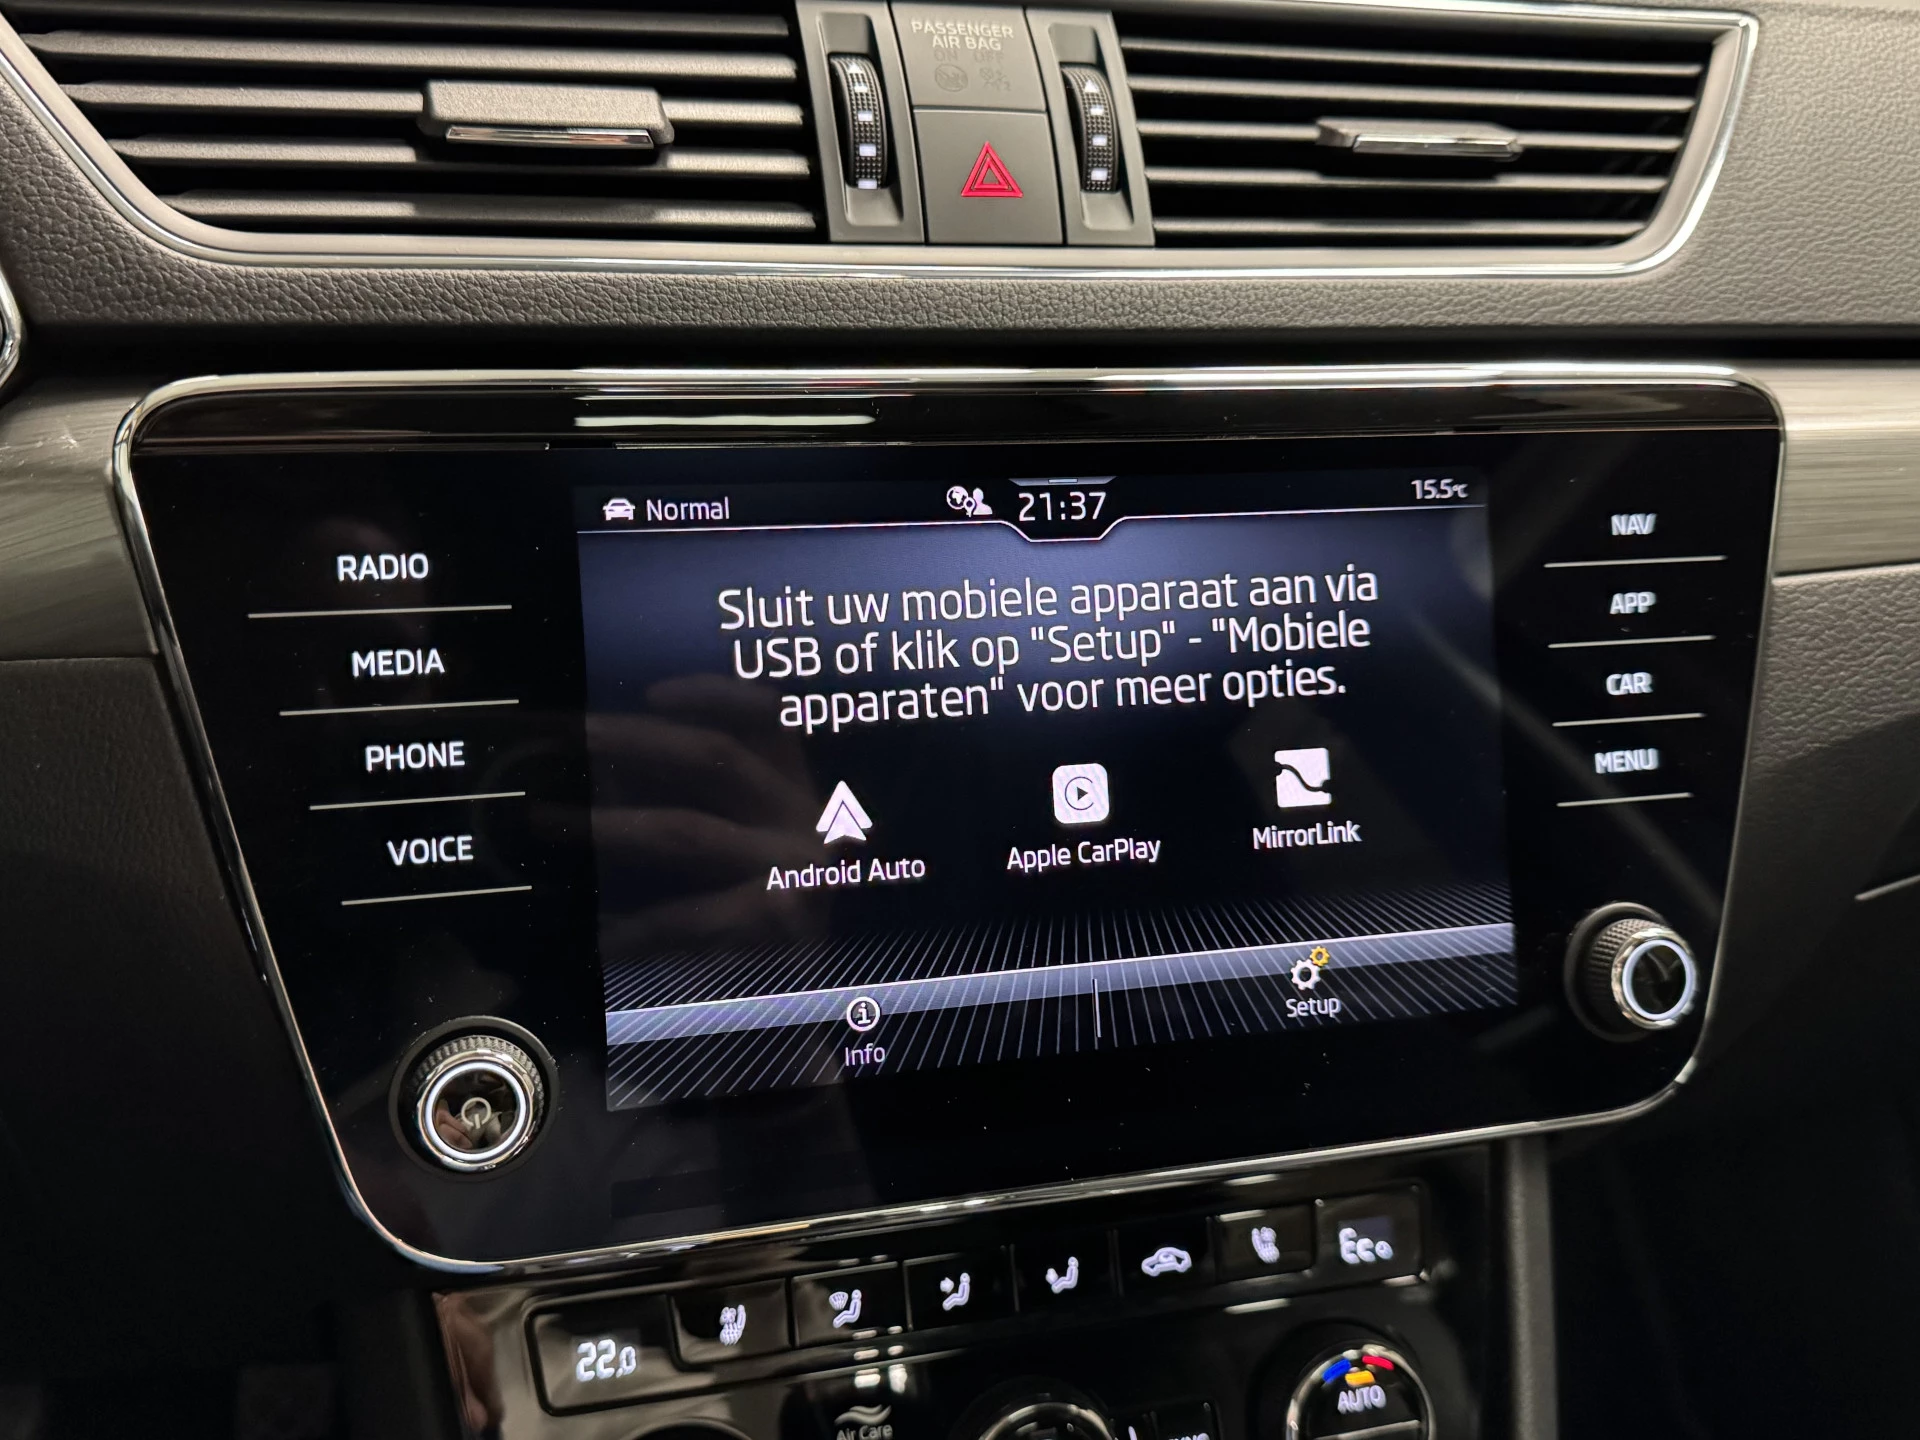 PASSENGER
AIR BAG
ON OFF
Normal
21:37
15.5°C
RADIO
MEDIA
PHONE
VOICE
Sluit uw mobiele apparaat aan via
USB of klik op "Setup" - "Mobiele
apparaten" voor meer opties.
Android Auto
Apple CarPlay
MirrorLink
Info
Setup
NAV
APP
CAR
MENU
22.0
Eco
Air Care
AUTO